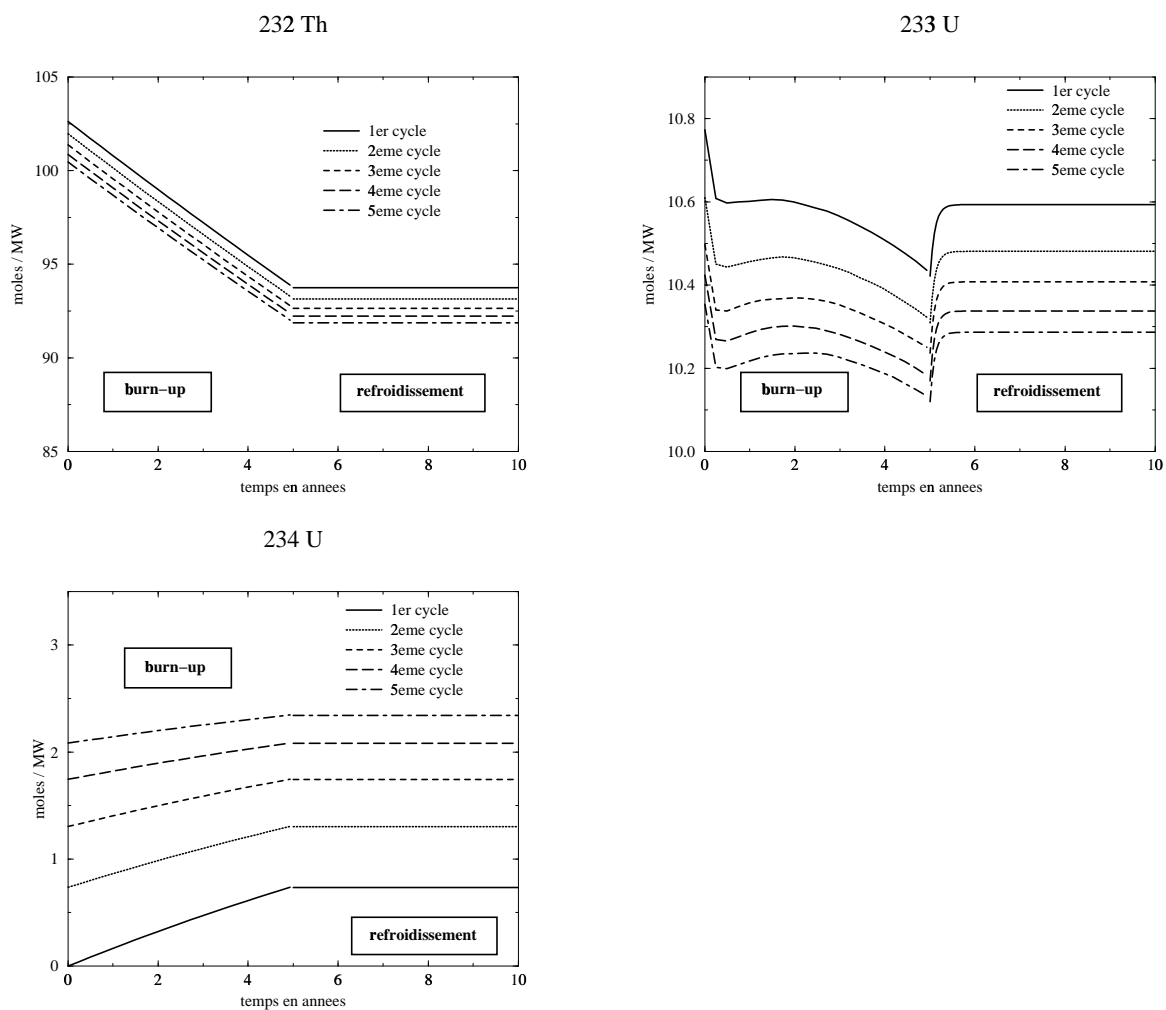 232 Th
105
100
95
90
85
moles / MW
1er cycle
2eme cycle
3eme cycle
4eme cycle
5eme cycle
burn−up
refroidissement
0 2 4 6 8 10
temps en annees
233 U
10.8
10.6
10.4
10.2
10.0
moles / MW
1er cycle
2eme cycle
3eme cycle
4eme cycle
5eme cycle
burn−up
refroidissement
0 2 4 6 8 10
temps en annees
234 U
3
2
1
0
moles / MW
1er cycle
2eme cycle
3eme cycle
4eme cycle
5eme cycle
burn−up
refroidissement
0 2 4 6 8 10
temps en annees